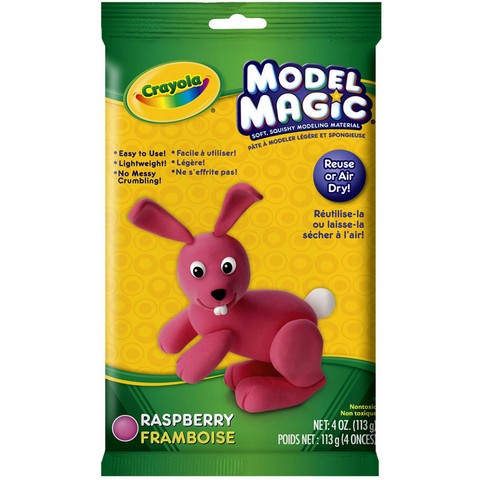 Crayola
MODEL
MAGIC
SOFT, SQUISHY MODELING MATERIAL
PÂTE À MODELER LÉGÈRE ET SPONGIEUSE
• Easy to Use!
• Lightweight!
• No Messy
Crumbling!
• Facile à utiliser!
• Légère!
• Ne s'effrite pas!
Reuse
or Air
Dry!
Réutilise-la
ou laisse-la
sécher à l'air!
RASPBERRY
FRAMBOISE
Nontoxic
Non toxique
NET: 4 OZ. (113 g)
POIDS NET : 113 g (4 ONCES)